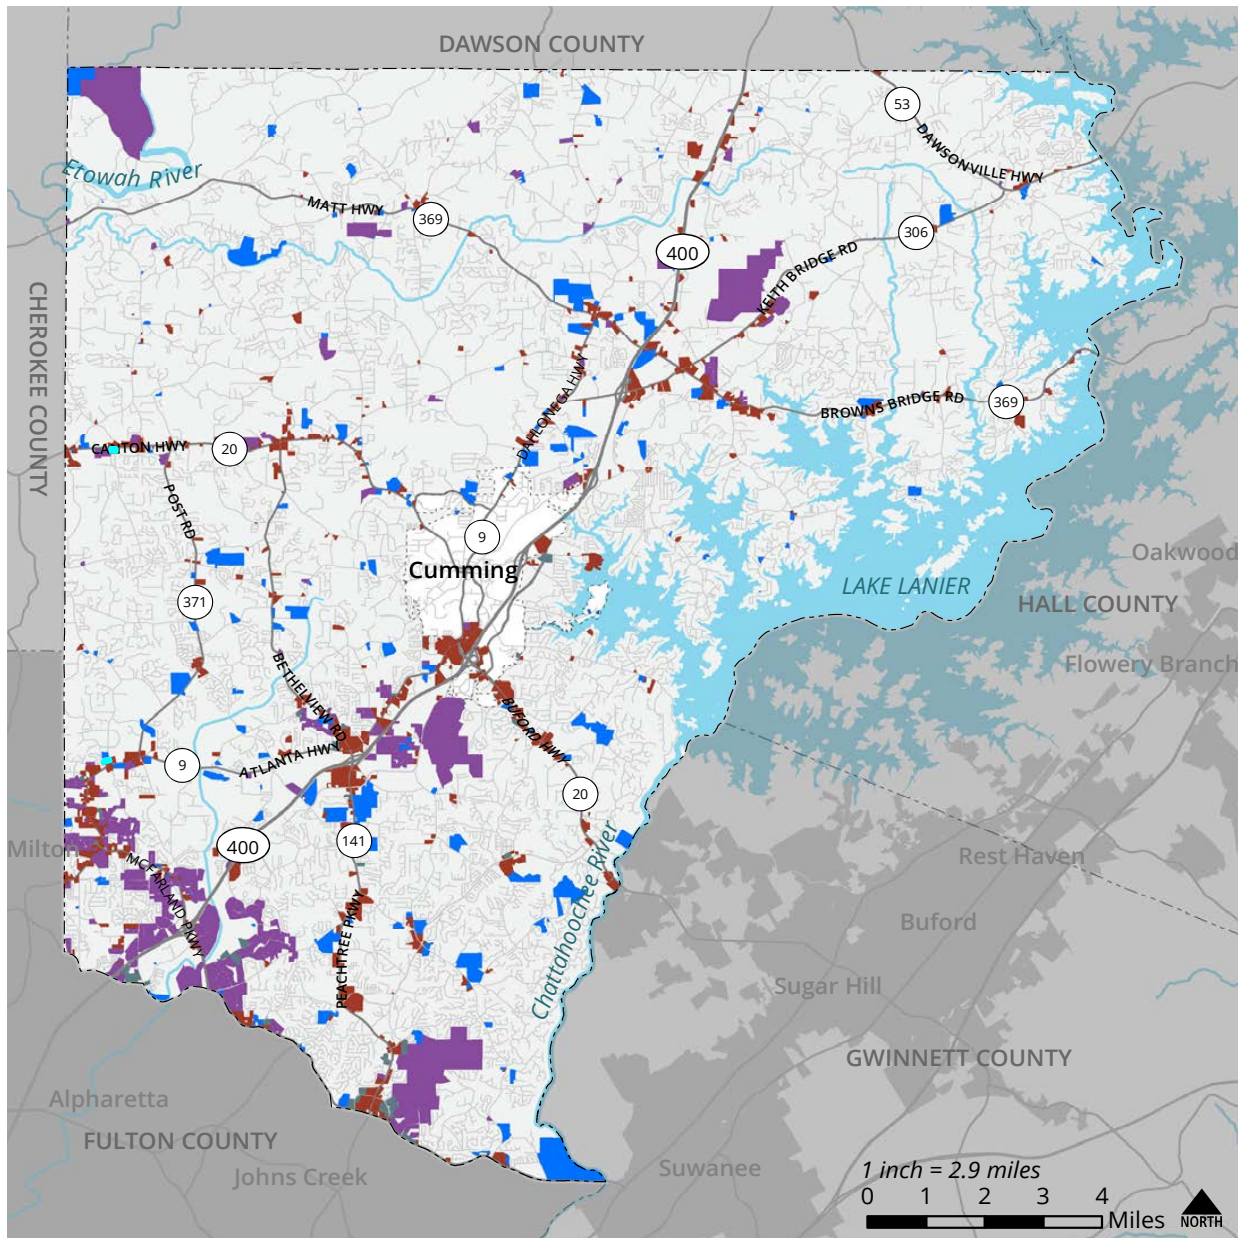 DAWSON COUNTY
53
DAWSONVILLE HWY
Etowah River
MATT HWY
369
306
400
KEITH BRIDGE RD
CHEROKEE COUNTY
DAHLONEGA HWY
BROWNS BRIDGE RD
369
CANTON HWY
20
POST RD
9
Cumming
Oakwood
LAKE LANIER
HALL COUNTY
371
Flowery Branch
BETHELVIEW RD
BUFORD HWY
ATLANTA HWY
9
20
400
141
Milton
MCFARLAND PKWY
Rest Haven
Chattahoochee River
PEACHTREE PKWY
Buford
Sugar Hill
GWINNETT COUNTY
Alpharetta
FULTON COUNTY
Johns Creek
Suwanee
1 inch = 2.9 miles
0 1 2 3 4
Miles
NORTH